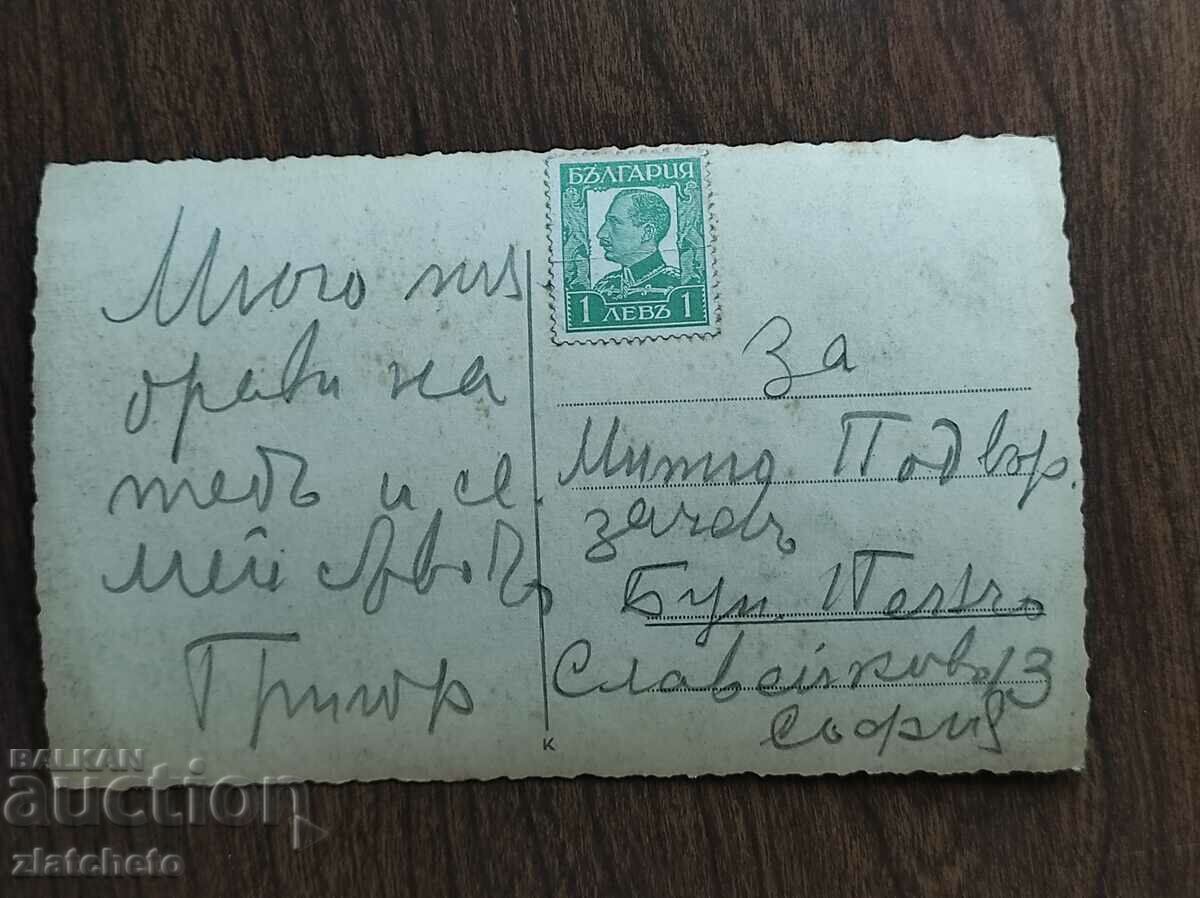 Много поз
драви на
тебъ и се
мейството
Григор
БЪЛГАРИЯ
1 ЛЕВЪ 1
За
Митко Подвър
зачовъ
Бул. Петко
Славейковъ 13
София
К
BALKAN
auction
zlatcheto